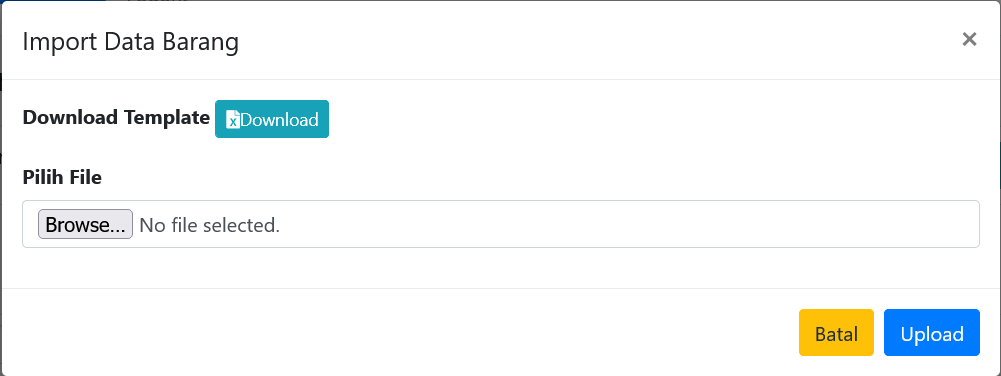 Import Data Barang ×
Download Template Download
Pilih File
Browse... No file selected.
Batal Upload